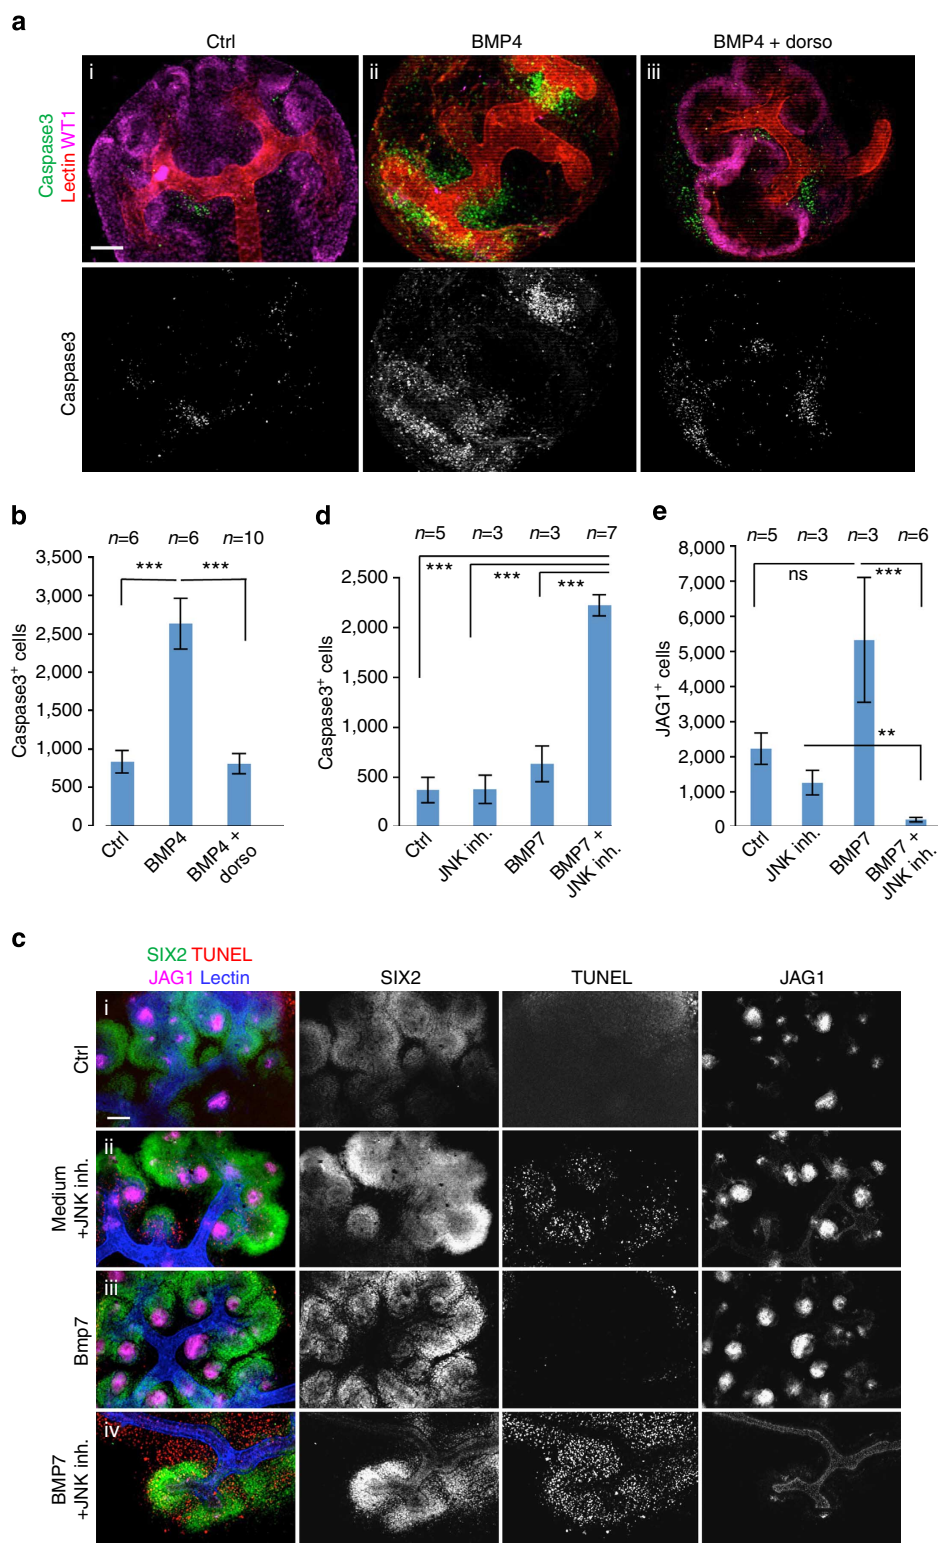 a
Ctrl
BMP4
BMP4 + dorso
Caspase3
Lectin WT1
i
ii
iii
Caspase3
b
n=6
n=6
n=10
3,500
3,000
2,500
2,000
1,500
1,000
500
0
Caspase3+ cells
***
***
Ctrl
BMP4
BMP4 +
dorso
d
n=5
n=3
n=3
n=7
2,500
2,000
1,500
1,000
500
0
Caspase3+ cells
***
***
***
Ctrl
JNK inh.
BMP7
BMP7 +
JNK inh.
e
n=5
n=3
n=3
n=6
8,000
7,000
6,000
5,000
4,000
3,000
2,000
1,000
0
JAG1+ cells
ns
***
**
Ctrl
JNK inh.
BMP7
BMP7 +
JNK inh.
c
SIX2 TUNEL
JAG1 Lectin
SIX2
TUNEL
JAG1
i
Ctrl
ii
Medium
+JNK inh.
iii
Bmp7
iv
BMP7
+JNK inh.